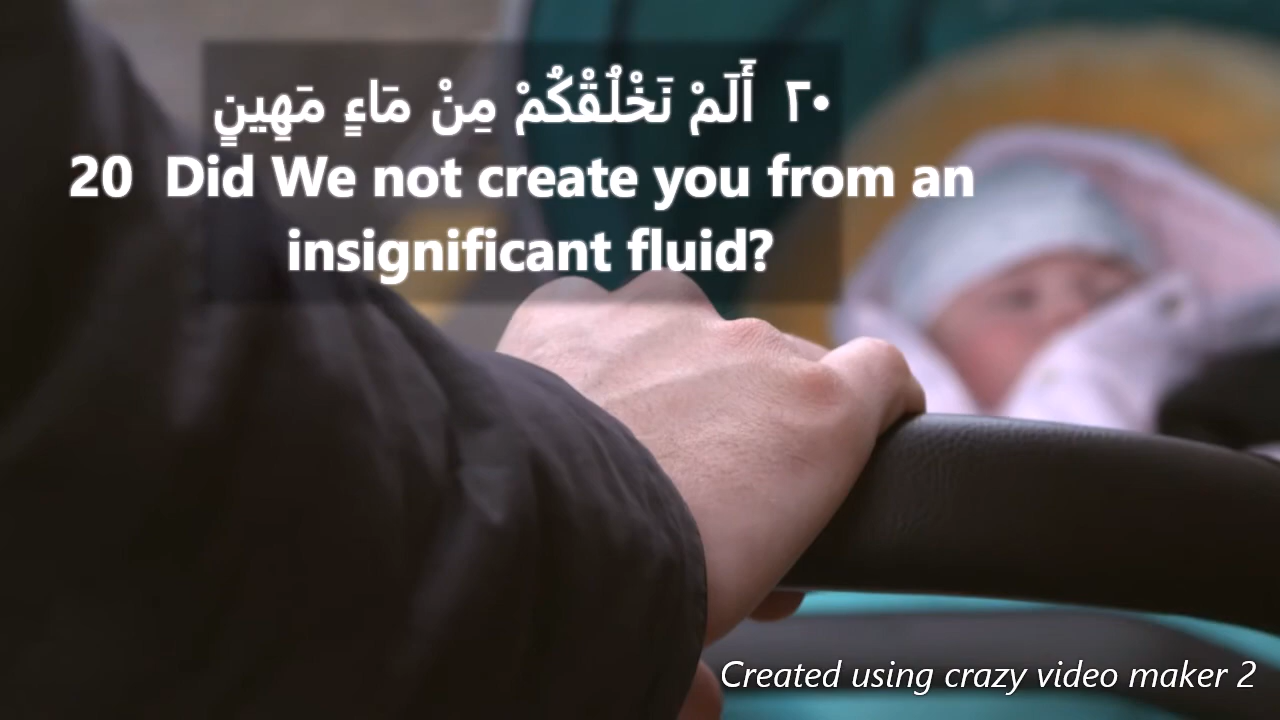 ٢٠ أَلَمْ نَخْلُقْكُمْ مِنْ مَاءٍ مَهِينٍ
20 Did We not create you from an
insignificant fluid?
Created using crazy video maker 2